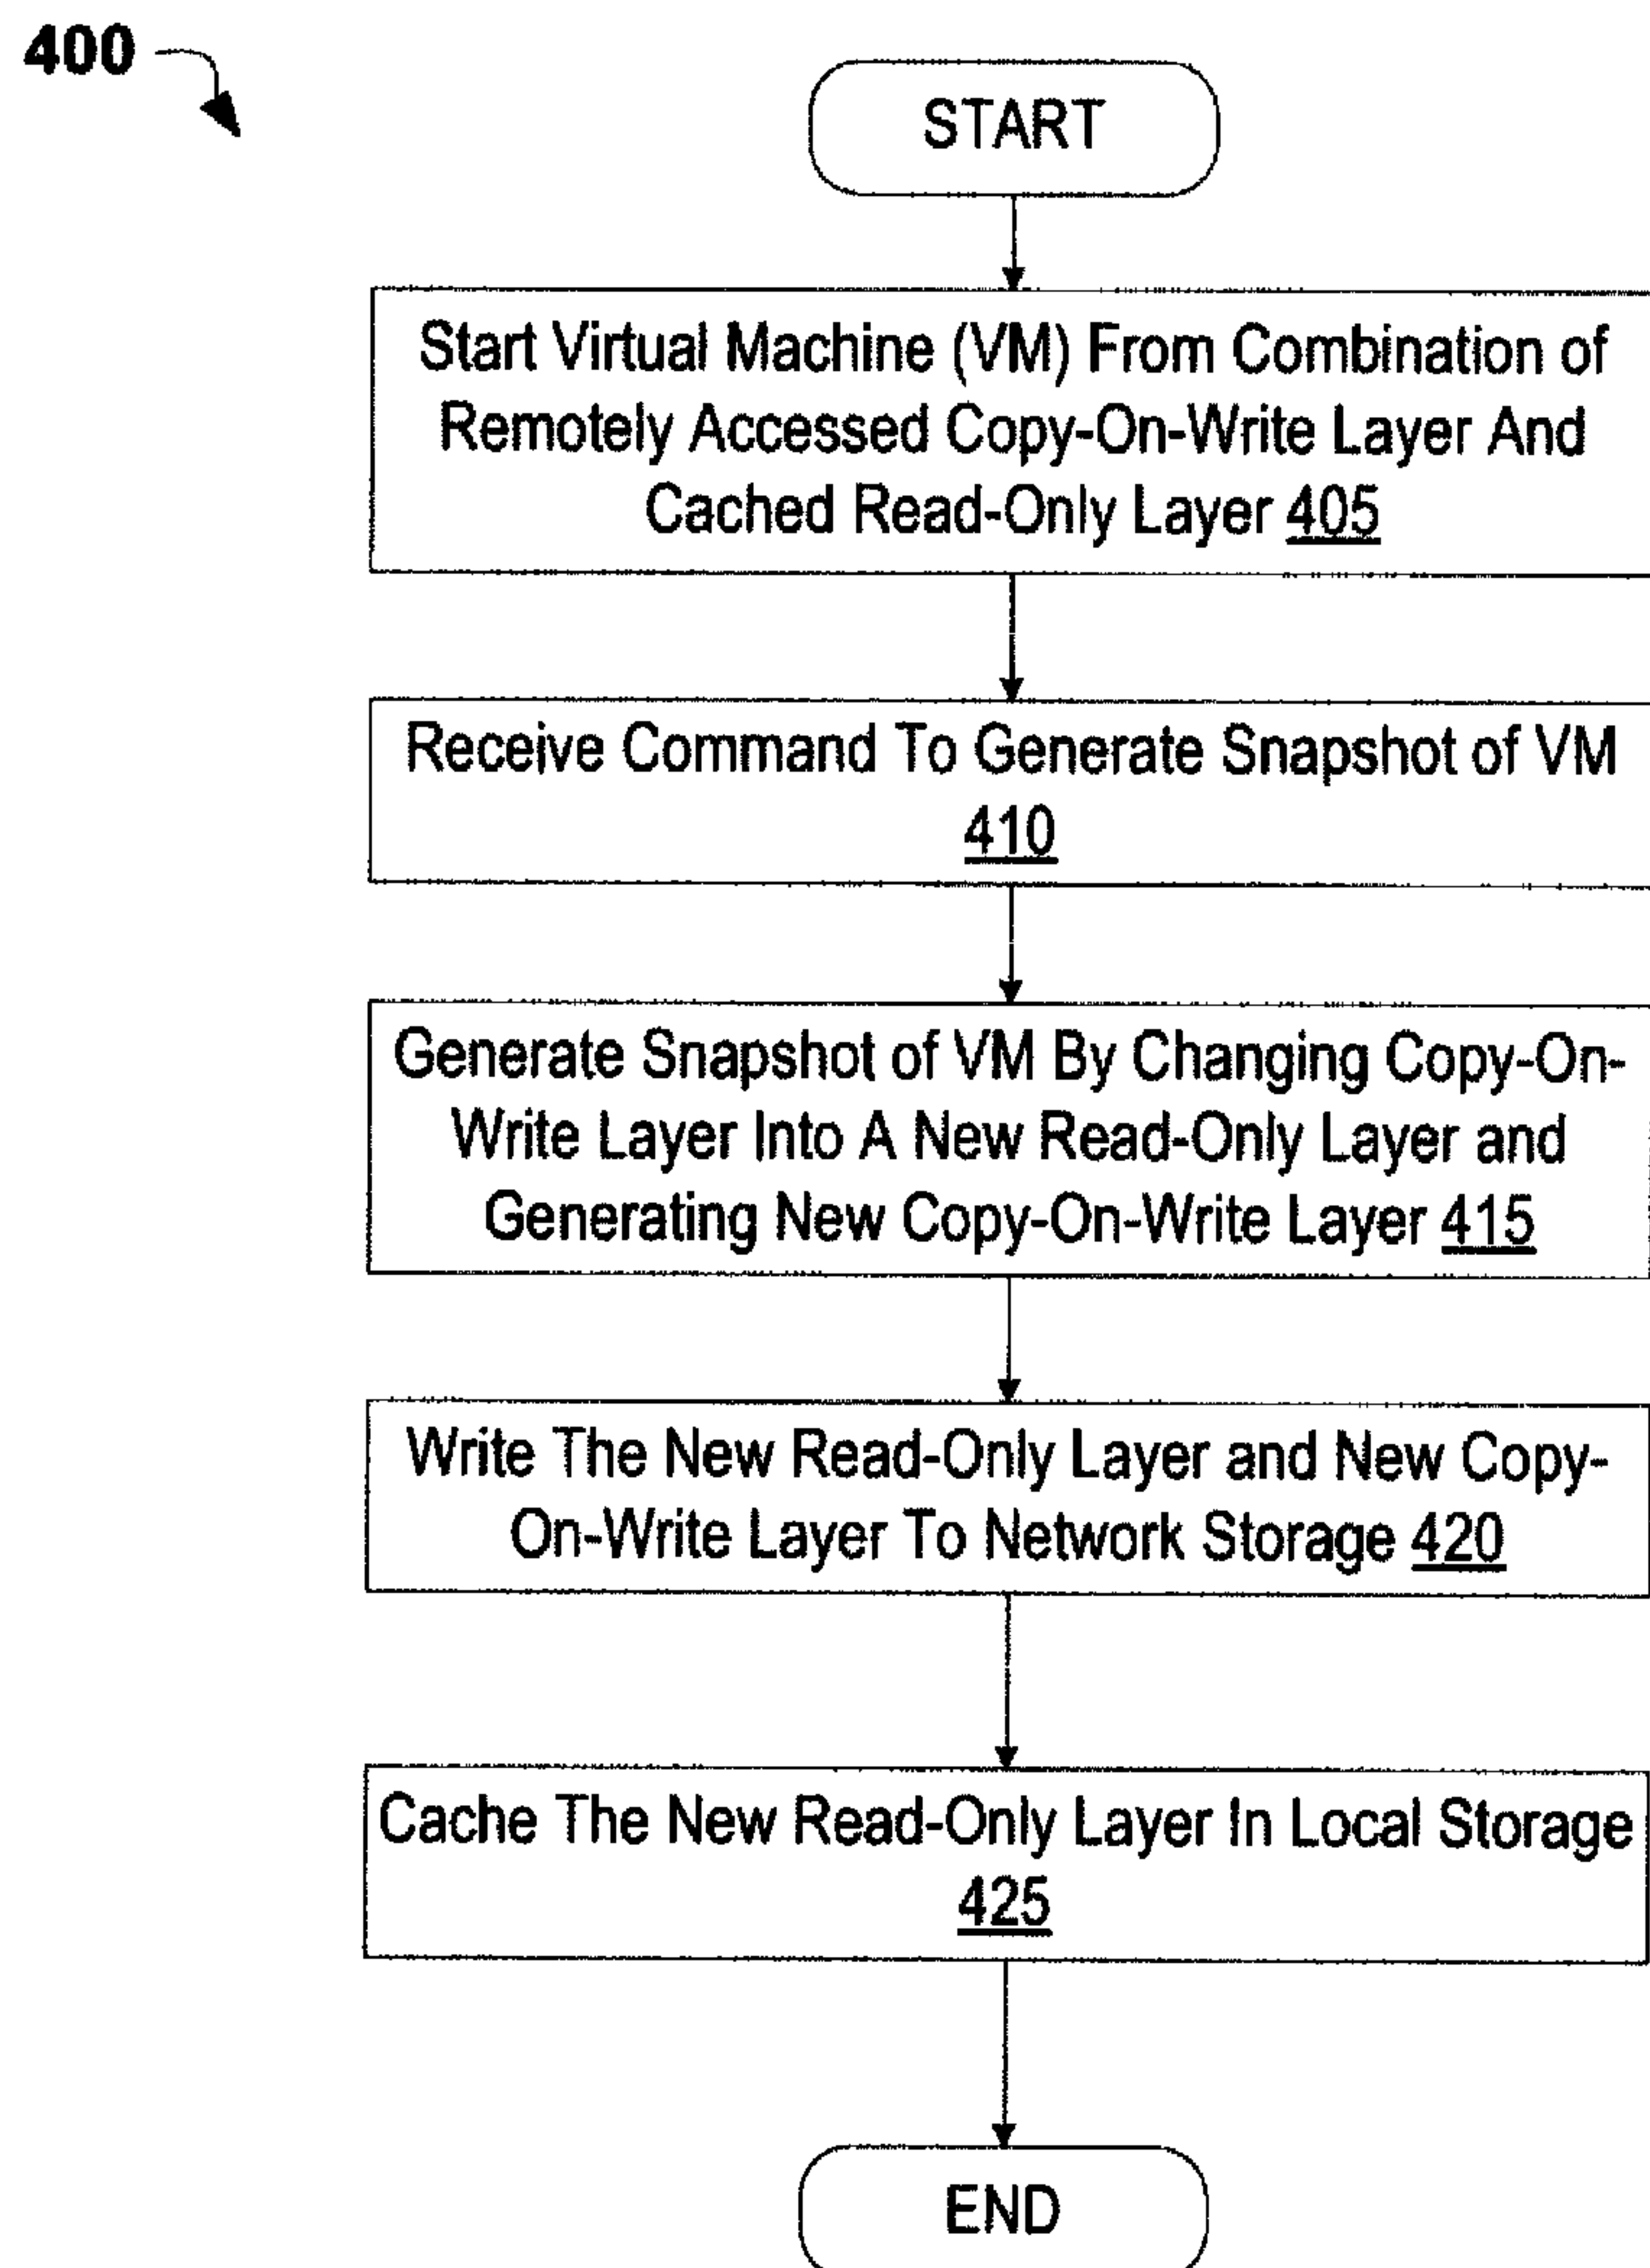 400
START
Start Virtual Machine (VM) From Combination of
Remotely Accessed Copy-On-Write Layer And
Cached Read-Only Layer 405
Receive Command To Generate Snapshot of VM
410
Generate Snapshot of VM By Changing Copy-On-
Write Layer Into A New Read-Only Layer and
Generating New Copy-On-Write Layer 415
Write The New Read-Only Layer and New Copy-
On-Write Layer To Network Storage 420
Cache The New Read-Only Layer In Local Storage
425
END